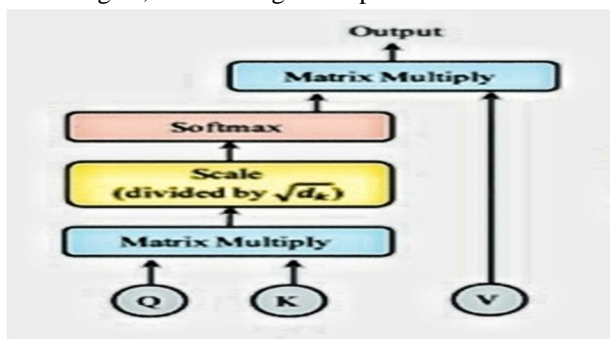 Output
Matrix Multiply
Softmax
Scale
(divided by √dₖ)
Matrix Multiply
Q K V